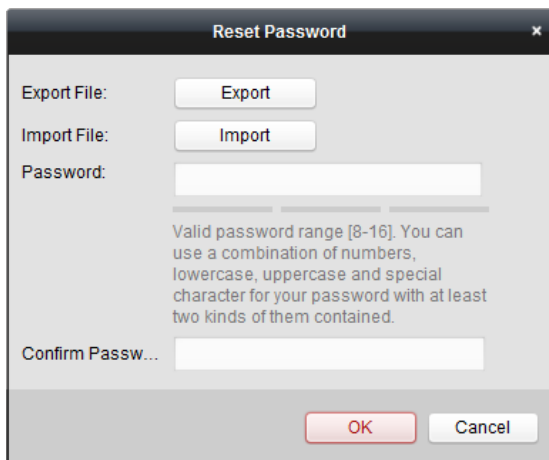 Reset Password ×
Export File: Export
Import File: Import
Password:
Valid password range [8-16]. You can
use a combination of numbers,
lowercase, uppercase and special
character for your password with at least
two kinds of them contained.
Confirm Passw...
OK Cancel